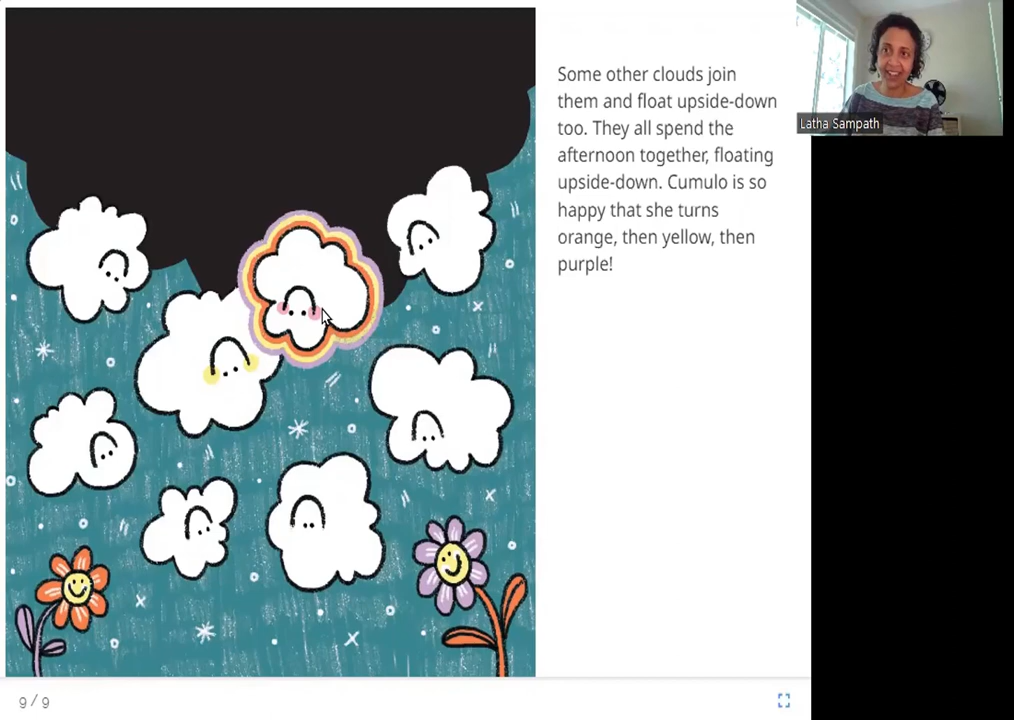 Some other clouds join
them and float upside-down
too. They all spend the
afternoon together, floating
upside-down. Cumulo is so
happy that she turns
orange, then yellow, then
purple!
Latha Sampath
9 / 9